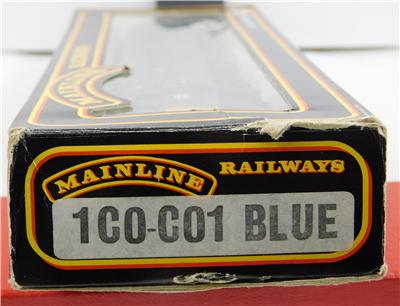 MAINLINE RAILWAYS
1CO-CO1 BLUE